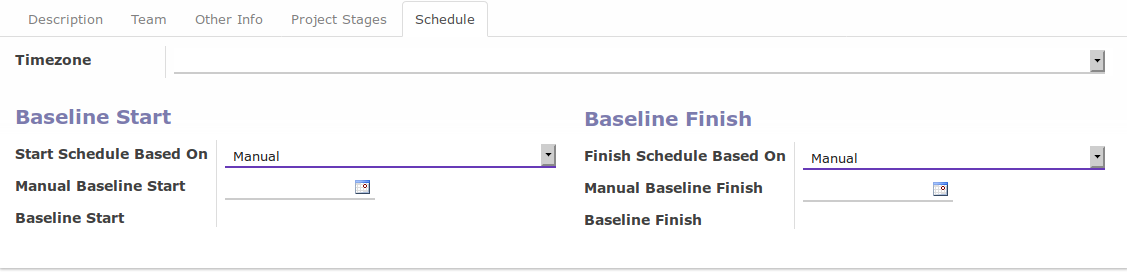 Description Team Other Info Project Stages Schedule
Timezone
Baseline Start
Start Schedule Based On Manual
Manual Baseline Start
Baseline Start
Baseline Finish
Finish Schedule Based On Manual
Manual Baseline Finish
Baseline Finish